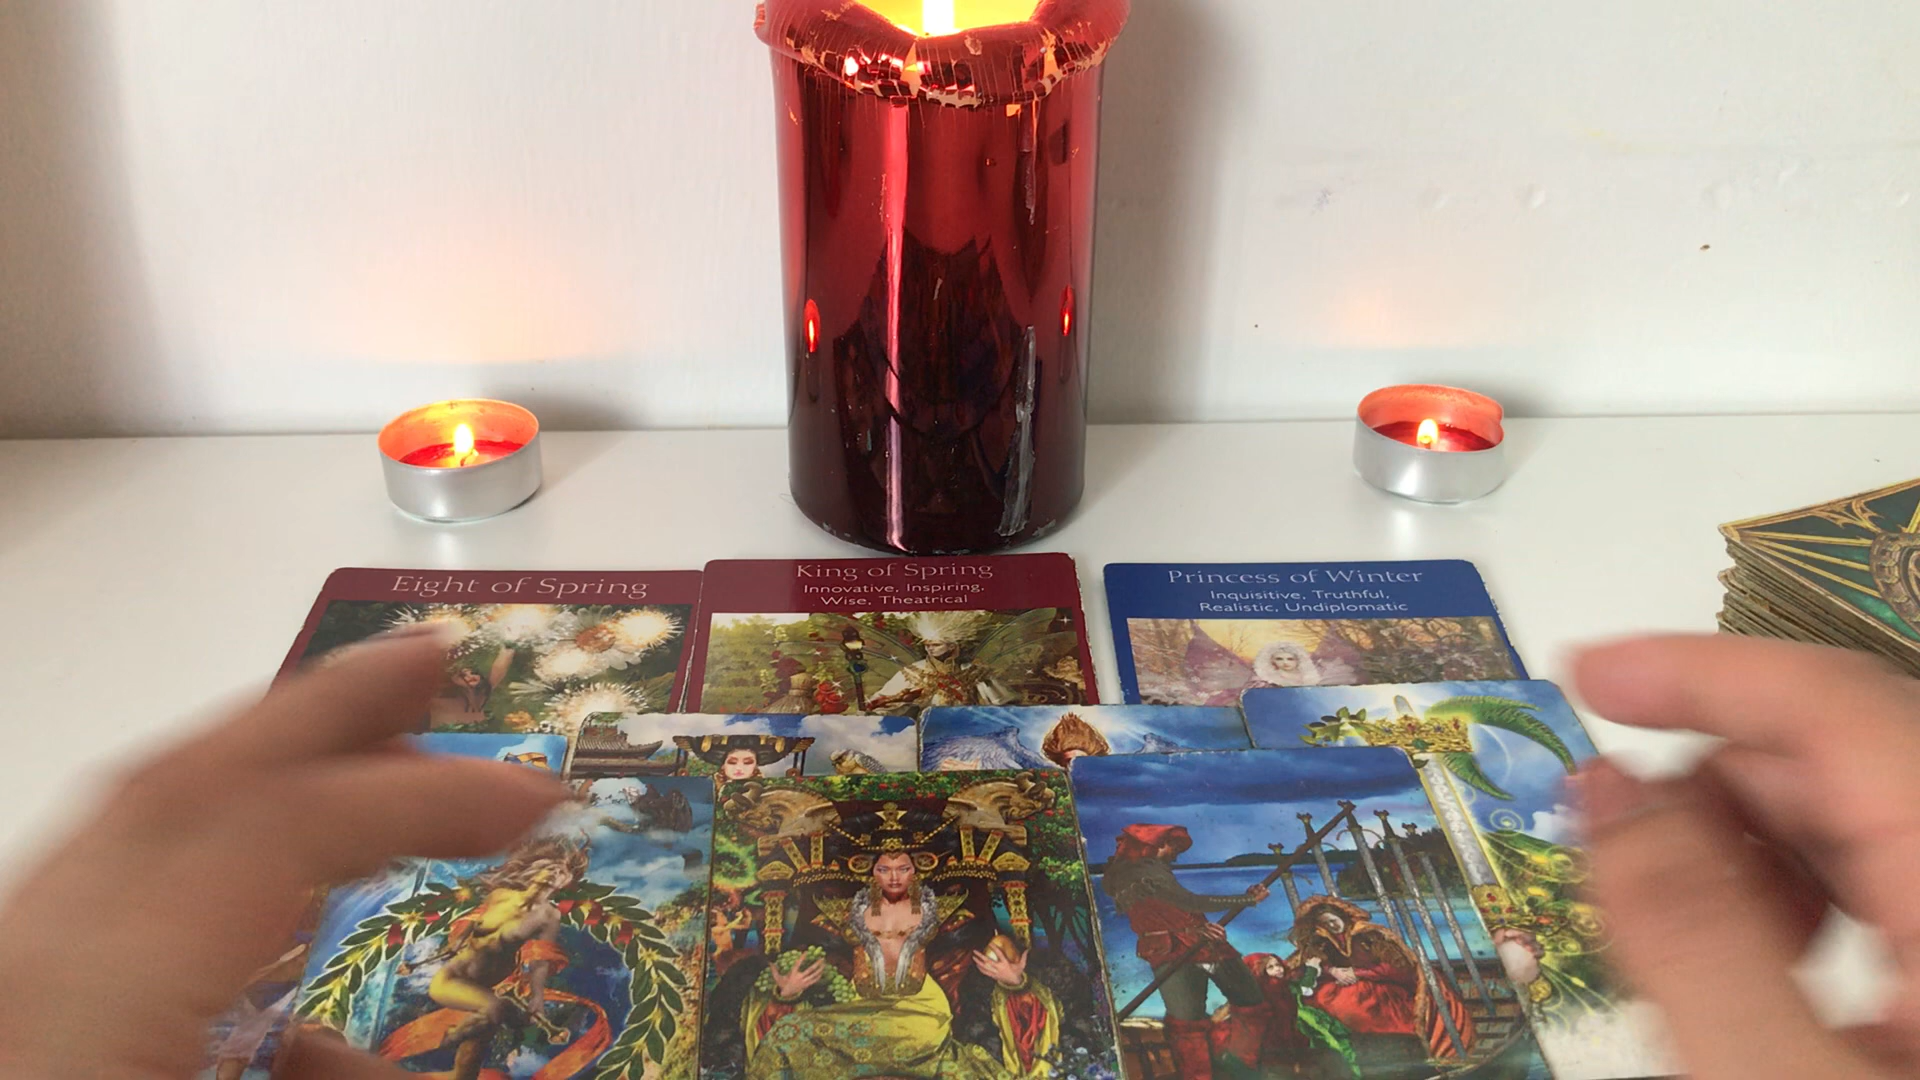 Eight of Spring
King of Spring
Innovative, Inspiring,
Wise, Theatrical
Princess of Winter
Inquisitive, Truthful,
Realistic, Undiplomatic